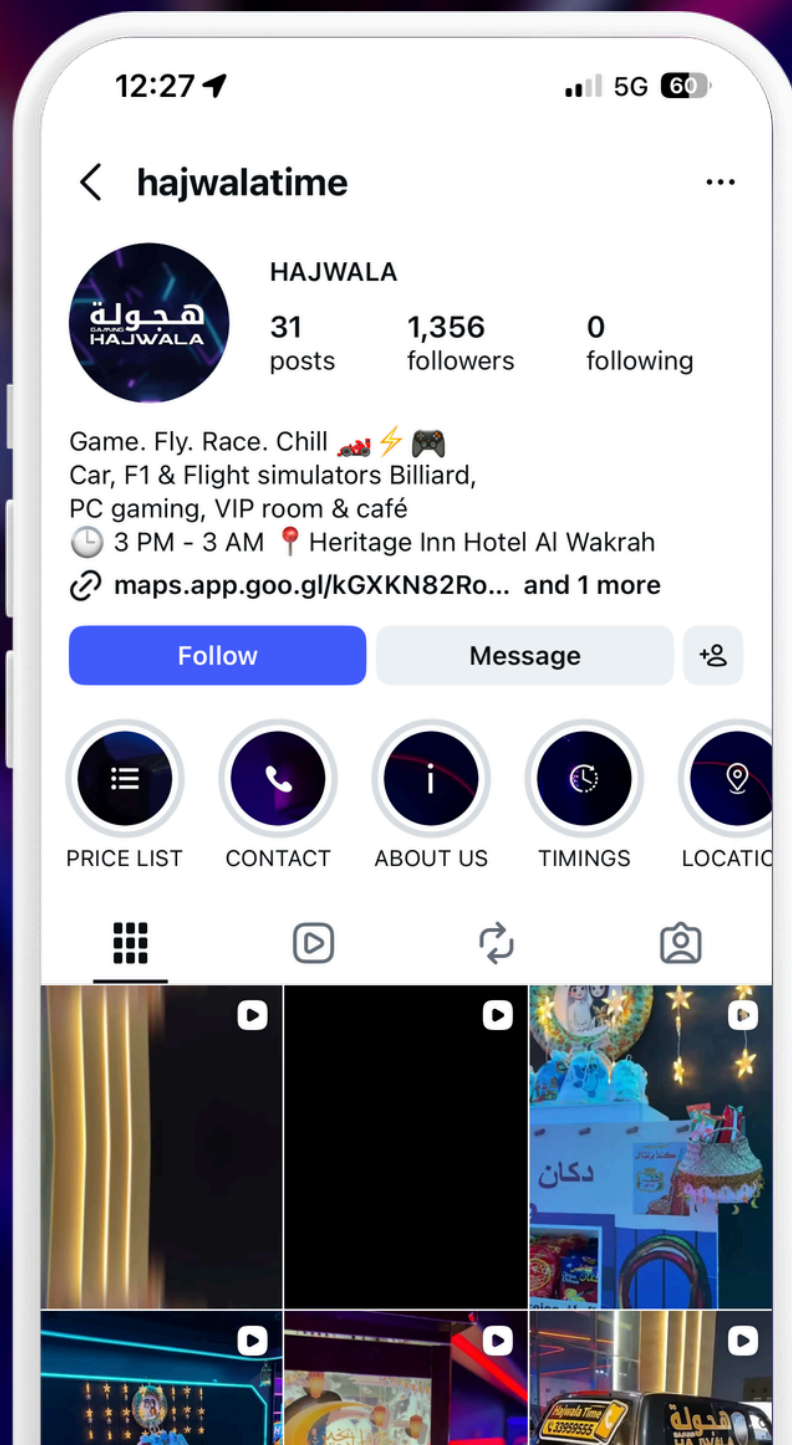 12:27
5G 60
hajwalatime
HAJWALA
هجولة
GAMING
HAJWALA
31 1,356 0
posts followers following
Game. Fly. Race. Chill 🏎️⚡🎮
Car, F1 & Flight simulators Billiard,
PC gaming, VIP room & café
🕒 3 PM - 3 AM 📍 Heritage Inn Hotel Al Wakrah
maps.app.goo.gl/kGXKN82Ro... and 1 more
Follow Message
PRICE LIST CONTACT ABOUT US TIMINGS LOCATIO
دكان
Hajwala Time
33959555
هجولة
HAJWALA